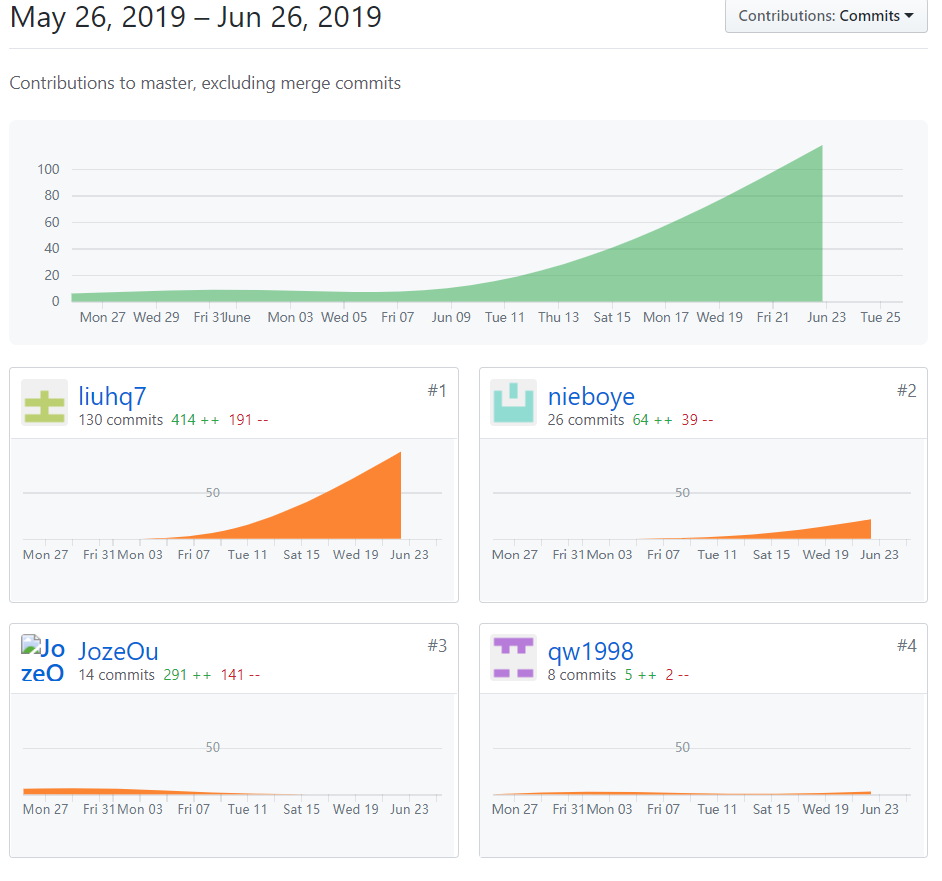 May 26, 2019 – Jun 26, 2019
Contributions: Commits
Contributions to master, excluding merge commits
100
80
60
40
20
0
Mon 27 Wed 29 Fri 31 June Mon 03 Wed 05 Fri 07 Jun 09 Tue 11 Thu 13 Sat 15 Mon 17 Wed 19 Fri 21 Jun 23 Tue 25
liuhq7 #1
130 commits 414 ++ 191 --
50
Mon 27 Fri 31 Mon 03 Fri 07 Tue 11 Sat 15 Wed 19 Jun 23
nieboye #2
26 commits 64 ++ 39 --
50
Mon 27 Fri 31 Mon 03 Fri 07 Tue 11 Sat 15 Wed 19 Jun 23
Jo
zeO
JozeOu #3
14 commits 291 ++ 141 --
50
Mon 27 Fri 31 Mon 03 Fri 07 Tue 11 Sat 15 Wed 19 Jun 23
qw1998 #4
8 commits 5 ++ 2 --
50
Mon 27 Fri 31 Mon 03 Fri 07 Tue 11 Sat 15 Wed 19 Jun 23